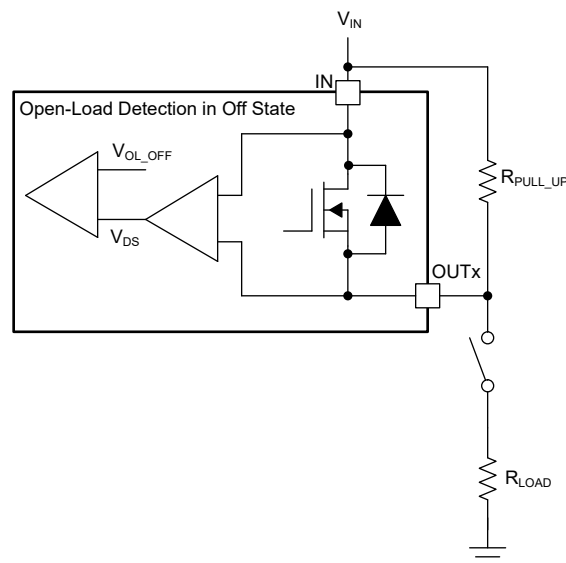 V_IN
IN
Open-Load Detection in Off State
V_OL_OFF
R_PULL_UP
V_DS
OUTx
R_LOAD